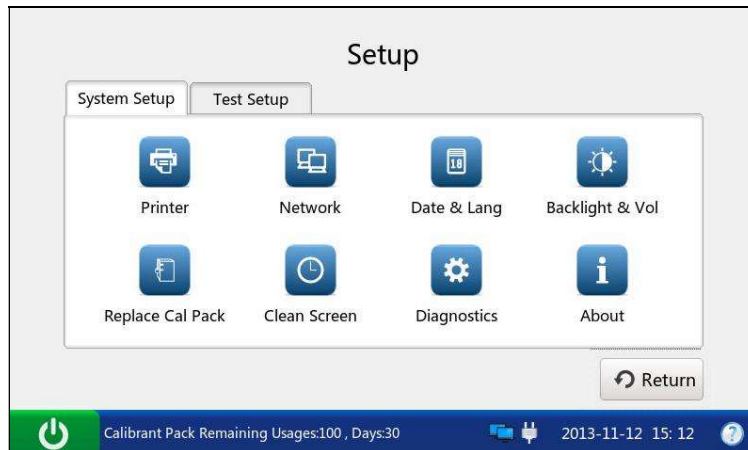 Setup
System Setup
Test Setup
18
Printer
Network
Date & Lang
Backlight & Vol
i
Replace Cal Pack
Clean Screen
Diagnostics
About
Return
Calibrant Pack Remaining Usages:100 , Days:30
2013-11-12 15: 12
?